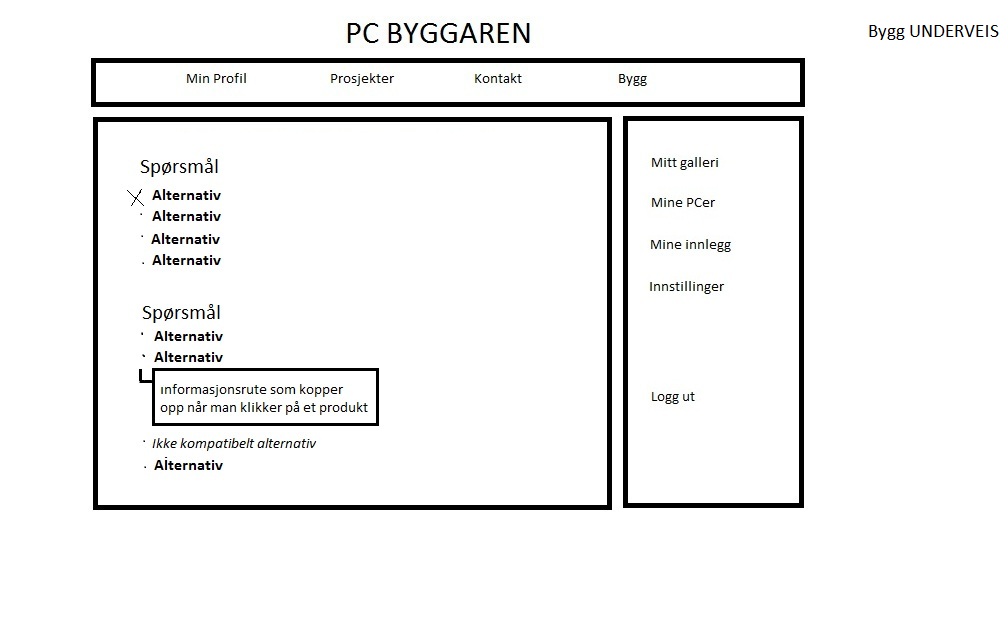 PC BYGGAREN
Bygg UNDERVEIS
Min Profil
Prosjekter
Kontakt
Bygg
Spørsmål
Alternativ
Alternativ
Alternativ
Alternativ
Spørsmål
Alternativ
Alternativ
informasjonsrute som kopper
opp når man klikker på et produkt
Ikke kompatibelt alternativ
Alternativ
Mitt galleri
Mine PCer
Mine innlegg
Innstillinger
Logg ut